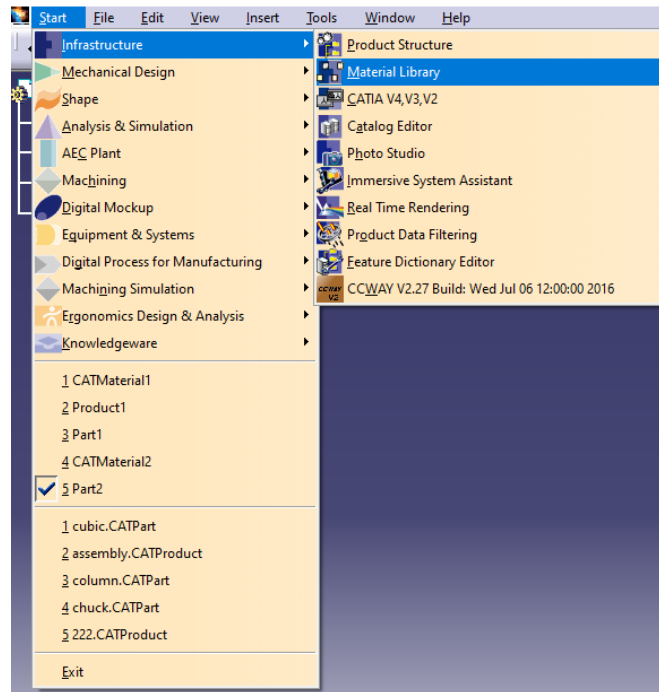 Start File Edit View Insert Tools Window Help
Infrastructure
Mechanical Design
Shape
Analysis & Simulation
AEC Plant
Machining
Digital Mockup
Equipment & Systems
Digital Process for Manufacturing
Machining Simulation
Ergonomics Design & Analysis
Knowledgeware
1 CATMaterial1
2 Product1
3 Part1
4 CATMaterial2
5 Part2
1 cubic.CATPart
2 assembly.CATProduct
3 column.CATPart
4 chuck.CATPart
5 222.CATProduct
Exit
Product Structure
Material Library
CATIA V4,V3,V2
Catalog Editor
Photo Studio
Immersive System Assistant
Real Time Rendering
Product Data Filtering
Feature Dictionary Editor
CCWAY V2
CCWAY V2.27 Build: Wed Jul 06 12:00:00 2016